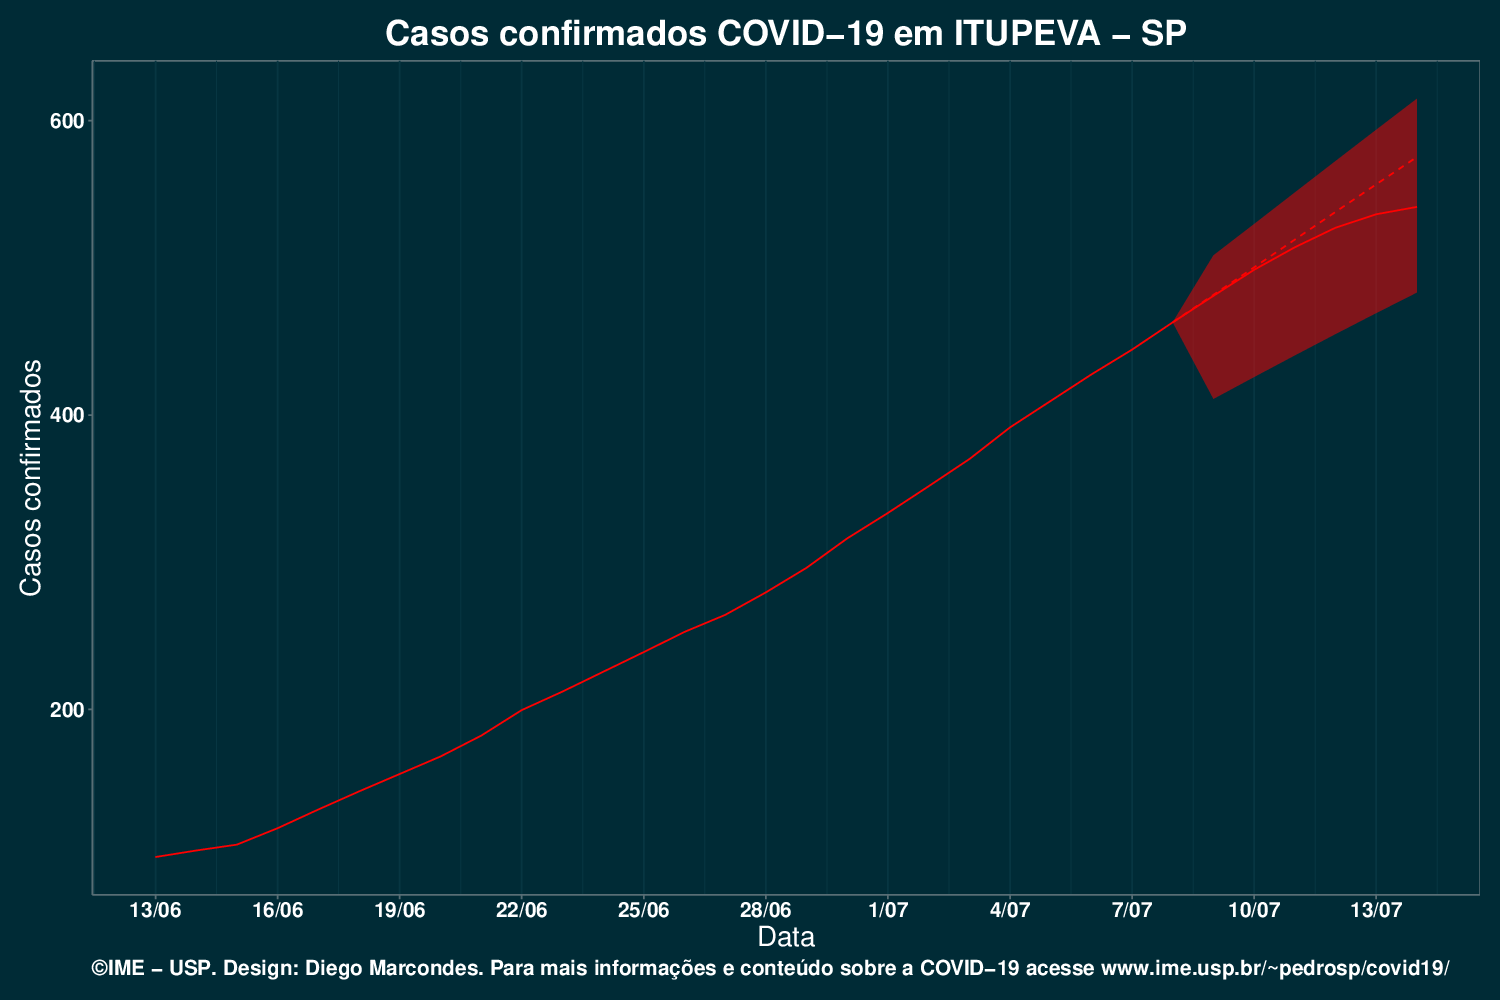 Casos confirmados COVID−19 em ITUPEVA − SP
600
400
200
Casos confirmados
13/06 16/06 19/06 22/06 25/06 28/06 1/07 4/07 7/07 10/07 13/07
Data
©IME − USP. Design: Diego Marcondes. Para mais informações e conteúdo sobre a COVID−19 acesse www.ime.usp.br/~pedrosp/covid19/